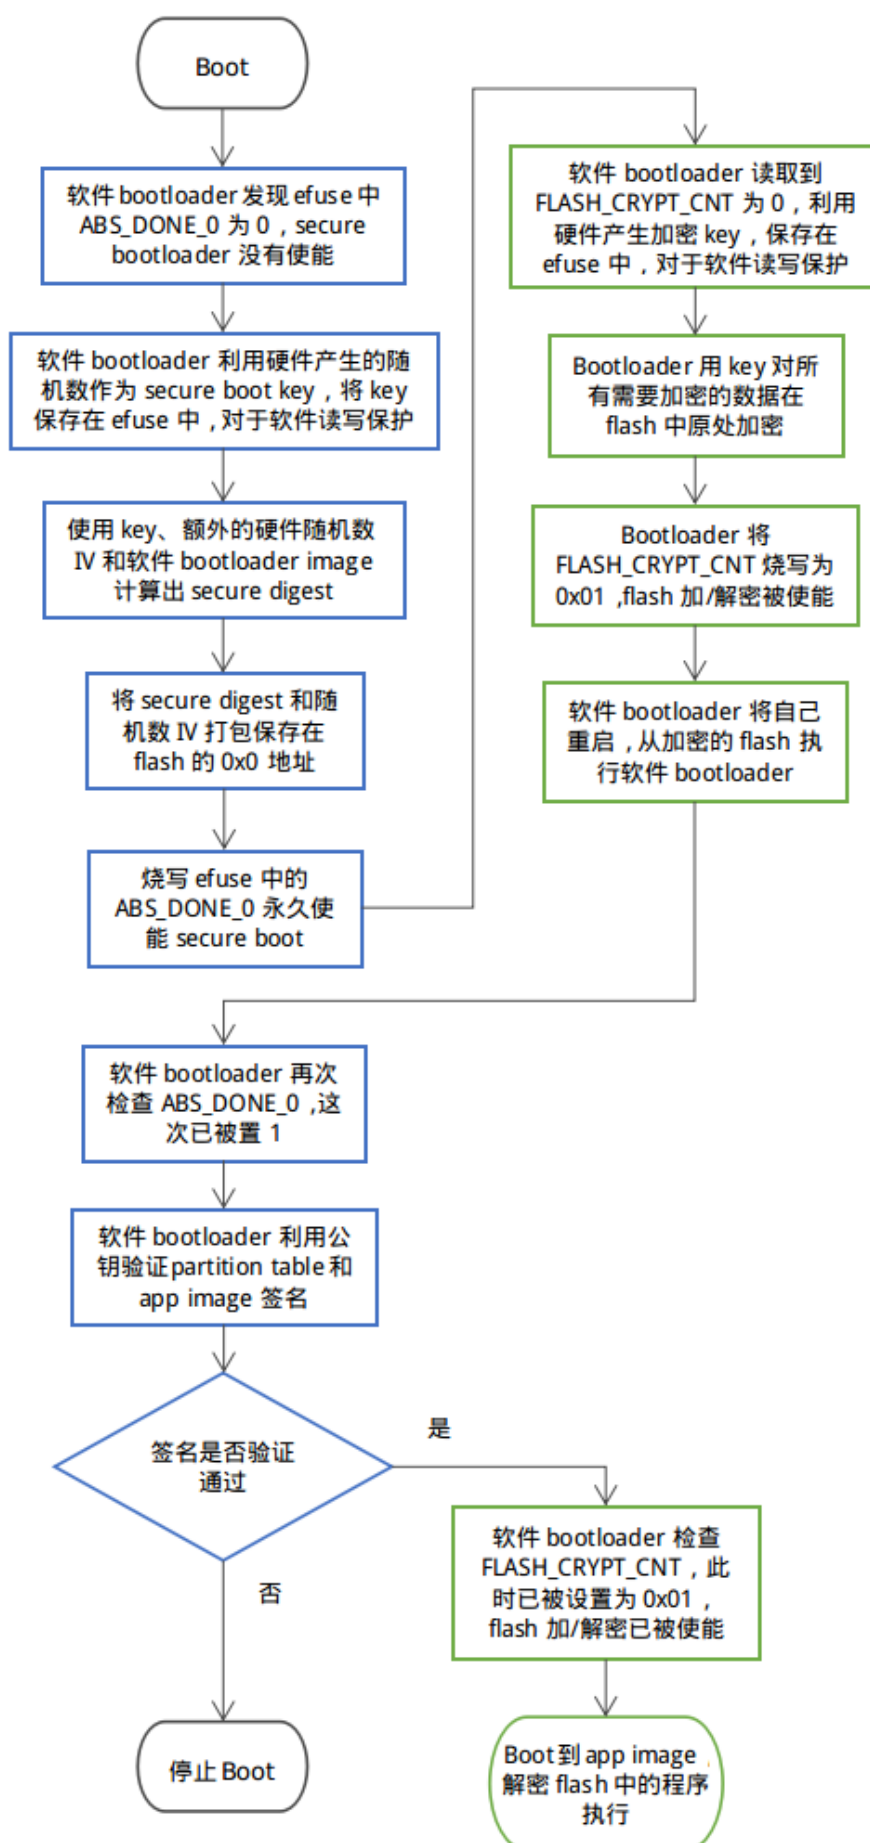 Boot
软件 bootloader 发现 efuse 中
ABS_DONE_0 为 0，secure
bootloader 没有使能
软件 bootloader 利用硬件产生的随
机数作为 secure boot key，将 key
保存在 efuse 中，对于软件读写保护
使用 key、额外的硬件随机数
IV 和软件 bootloader image
计算出 secure digest
将 secure digest 和随
机数 IV 打包保存在
flash 的 0x0 地址
烧写 efuse 中的
ABS_DONE_0 永久使
能 secure boot
软件 bootloader 读取到
FLASH_CRYPT_CNT 为 0，利用
硬件产生加密 key，保存在
efuse 中，对于软件读写保护
Bootloader 用 key 对所
有需要加密的数据在
flash 中原处加密
Bootloader 将
FLASH_CRYPT_CNT 烧写为
0x01 ,flash 加/解密被使能
软件 bootloader 将自己
重启，从加密的 flash 执
行软件 bootloader
软件 bootloader 再次
检查 ABS_DONE_0 ,这
次已被置 1
软件 bootloader 利用公
钥验证partition table 和
app image 签名
签名是否验证
通过
是
否
软件 bootloader 检查
FLASH_CRYPT_CNT，此
时已被设置为 0x01，
flash 加/解密已被使能
停止 Boot
Boot 到 app image，
解密 flash 中的程序
执行